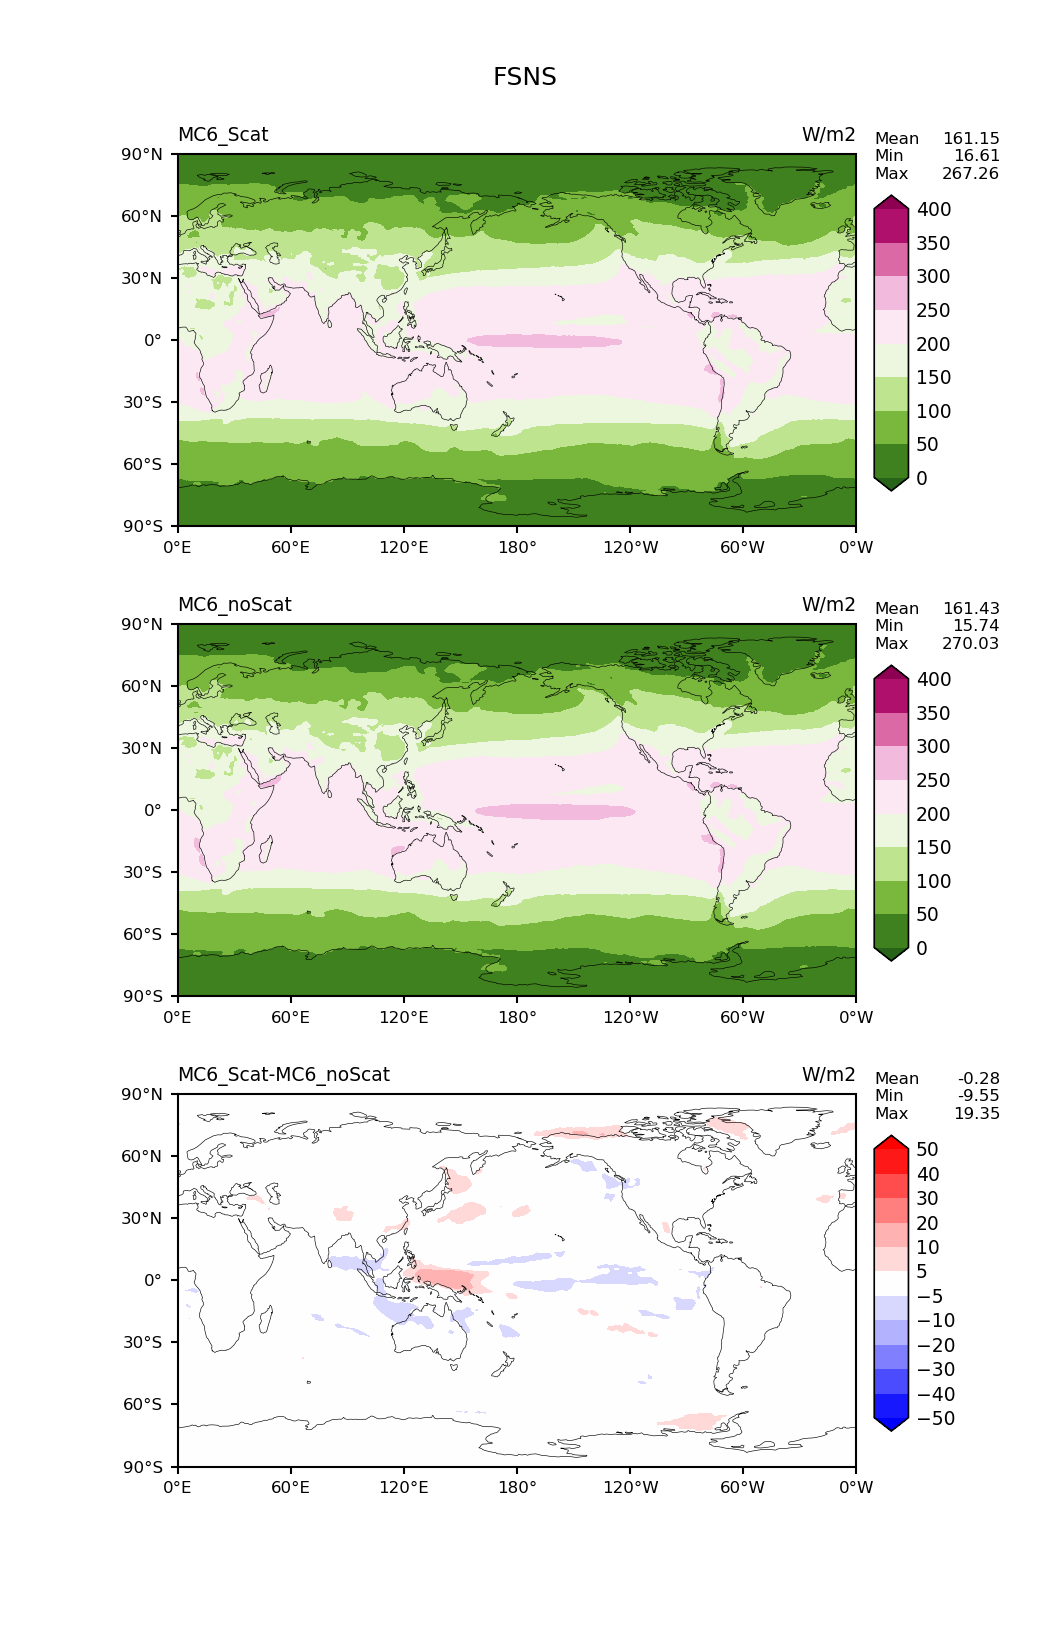 FSNS
MC6_Scat W/m2
Mean 161.15
Min 16.61
Max 267.26
90°N
60°N
30°N
0°
30°S
60°S
90°S
0°E 60°E 120°E 180° 120°W 60°W 0°W
400
350
300
250
200
150
100
50
0
MC6_noScat W/m2
Mean 161.43
Min 15.74
Max 270.03
90°N
60°N
30°N
0°
30°S
60°S
90°S
0°E 60°E 120°E 180° 120°W 60°W 0°W
400
350
300
250
200
150
100
50
0
MC6_Scat-MC6_noScat W/m2
Mean -0.28
Min -9.55
Max 19.35
90°N
60°N
30°N
0°
30°S
60°S
90°S
0°E 60°E 120°E 180° 120°W 60°W 0°W
50
40
30
20
10
5
−5
−10
−20
−30
−40
−50